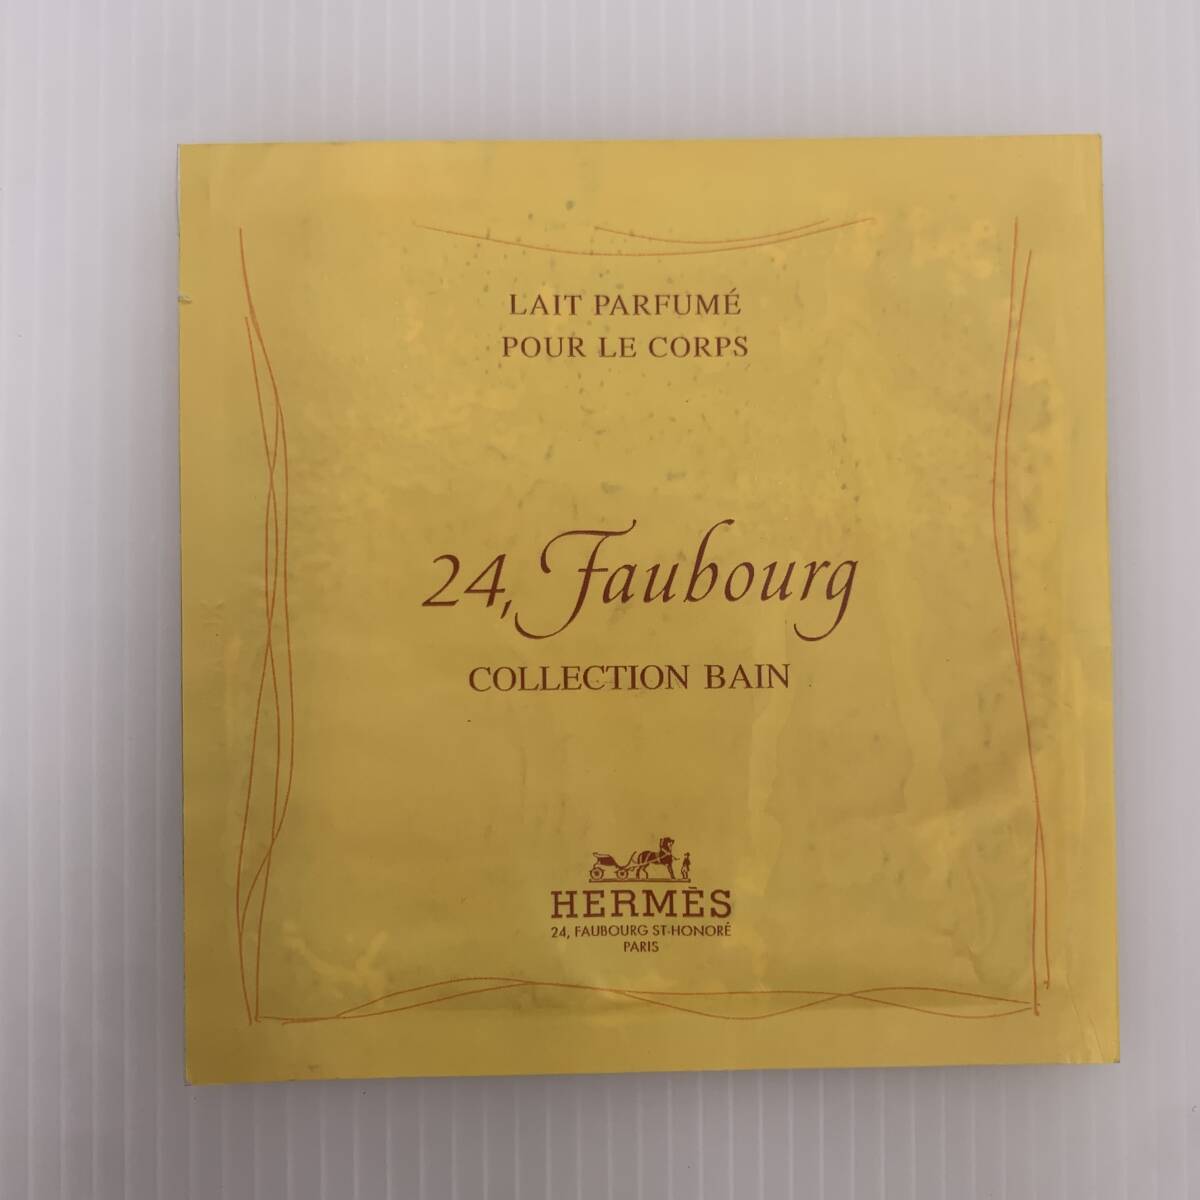 LAIT PARFUMÉ
POUR LE CORPS
24, Faubourg
COLLECTION BAIN
HERMÈS
24, FAUBOURG ST-HONORÉ
PARIS